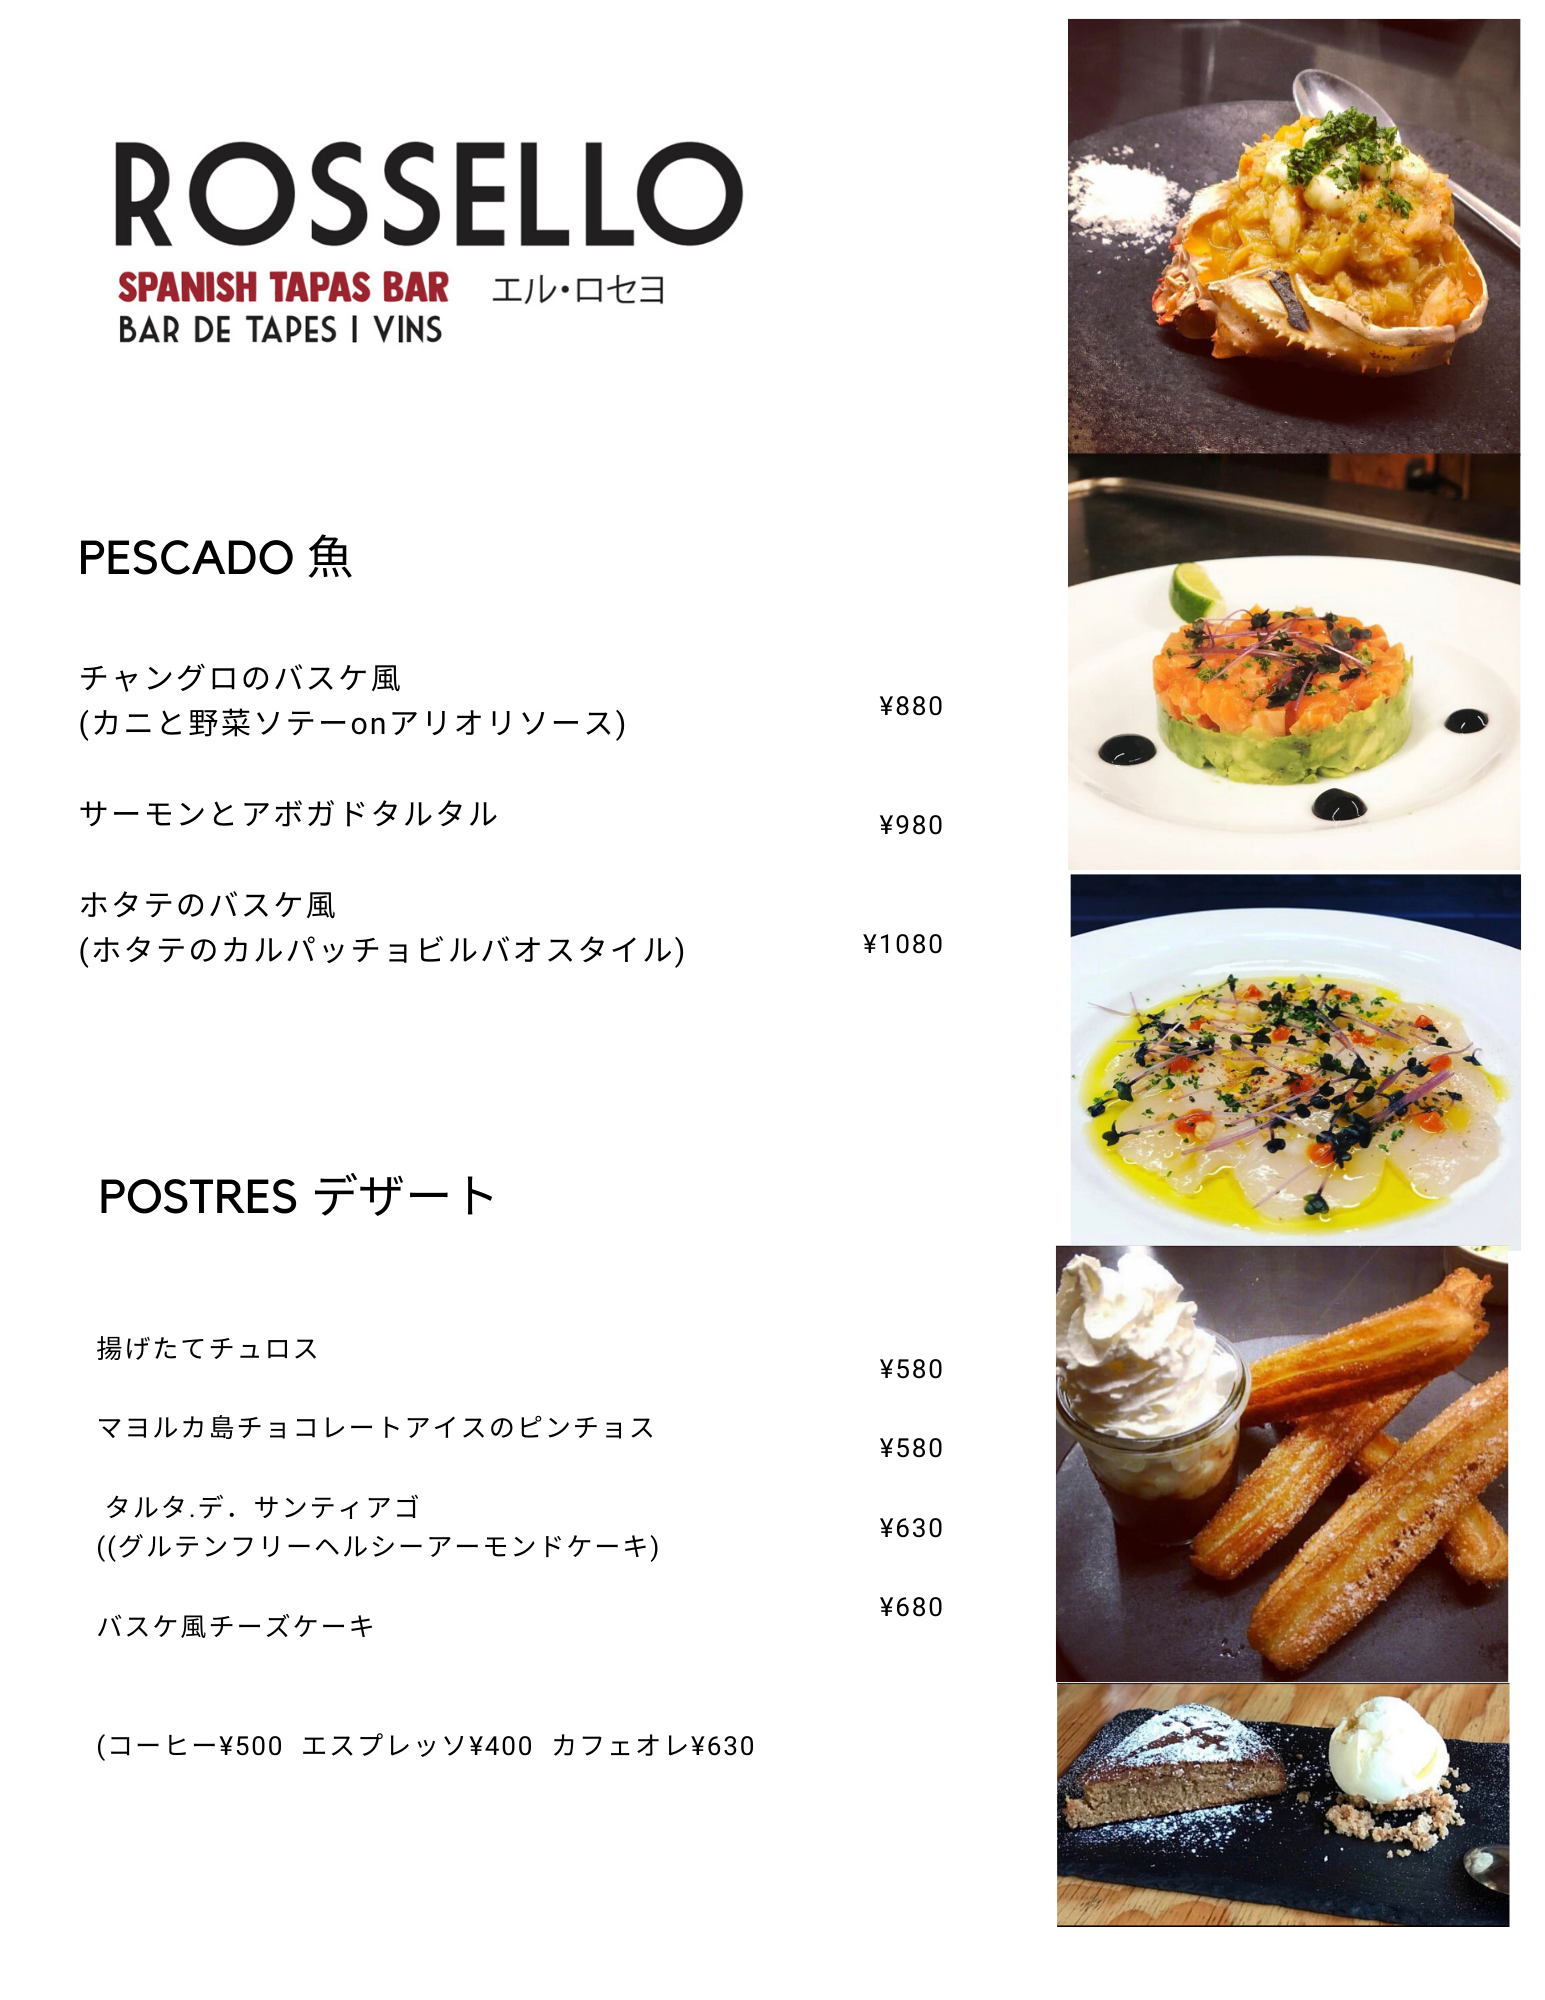 ROSSELLO
SPANISH TAPAS BAR エル・ロセヨ
BAR DE TAPES I VINS
PESCADO 魚
チャングロのバスケ風
(カニと野菜ソテーonアリオリソース) ¥880
サーモンとアボガドタルタル ¥980
ホタテのバスケ風
(ホタテのカルパッチョビルバオスタイル) ¥1080
POSTRES デザート
揚げたてチュロス ¥580
マヨルカ島チョコレートアイスのピンチョス ¥580
タルタ.デ．サンティアゴ ¥630
((グルテンフリーヘルシーアーモンドケーキ)
バスケ風チーズケーキ ¥680
(コーヒー¥500 エスプレッソ¥400 カフェオレ¥630